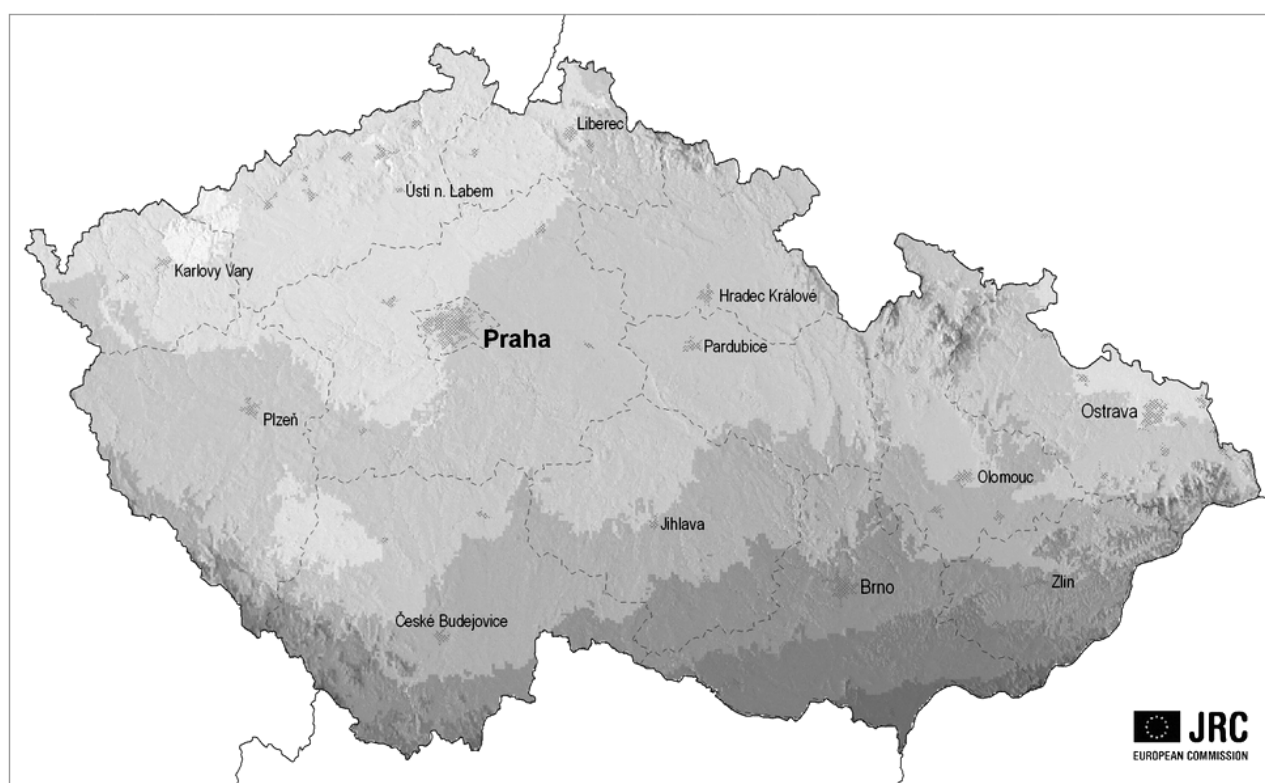 Liberec
Ústi n. Labem
Karlovy Vary
Hradec Králové
Praha
Pardubice
Ostrava
Plzeň
Olomouc
Jihlava
Zlin
Brno
České Budejovice
JRC
EUROPEAN COMMISSION